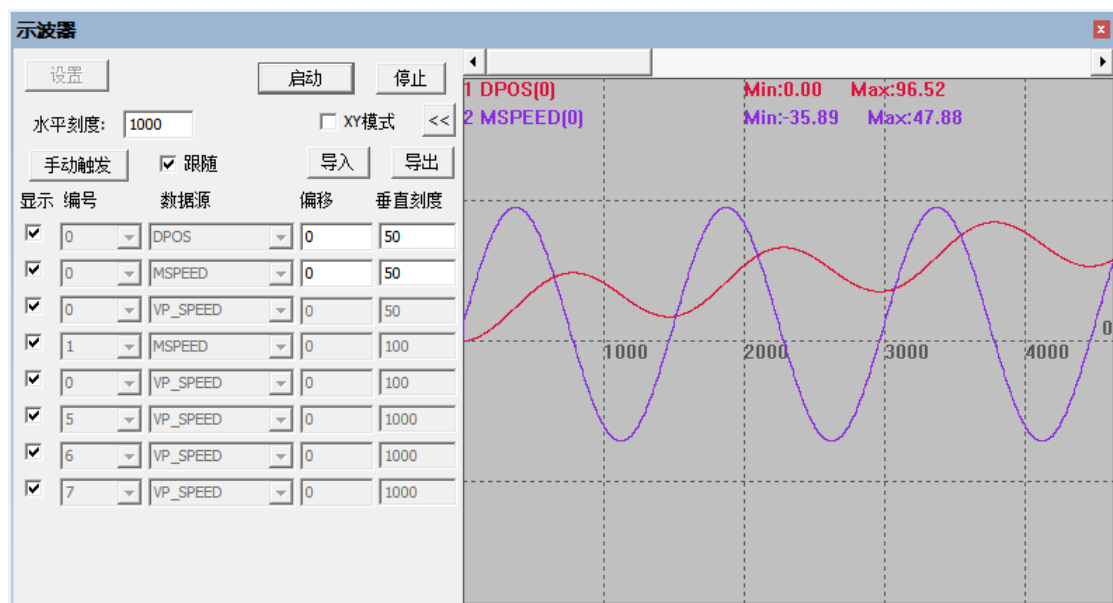 示波器
设置 启动 停止
水平刻度: 1000 XY模式 <<
手动触发 跟随 导入 导出
显示 编号 数据源 偏移 垂直刻度
0 DPOS 0 50
0 MSPEED 0 50
0 VP_SPEED 0 50
1 MSPEED 0 100
0 VP_SPEED 0 100
5 VP_SPEED 0 1000
6 VP_SPEED 0 1000
7 VP_SPEED 0 1000
1 DPOS(0) Min:0.00 Max:96.52
2 MSPEED(0) Min:-35.89 Max:47.88
0
1000 2000 3000 4000